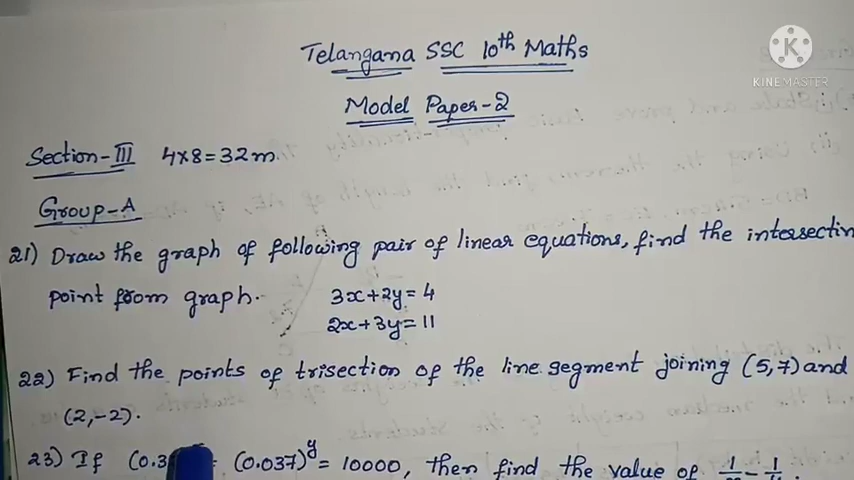 Telangana SSC 10th Maths
KINEMASTER
Model Paper-2
Section-III 4x8=32m.
Group-A
21) Draw the graph of following pair of linear equations, find the intersectin
point from graph. 3x+2y=4
2x+3y=11
22) Find the points of trisection of the line segment joining (5,7) and
(2,-2).
23) If (0.3 = (0.037)^y = 10000, then find the value of